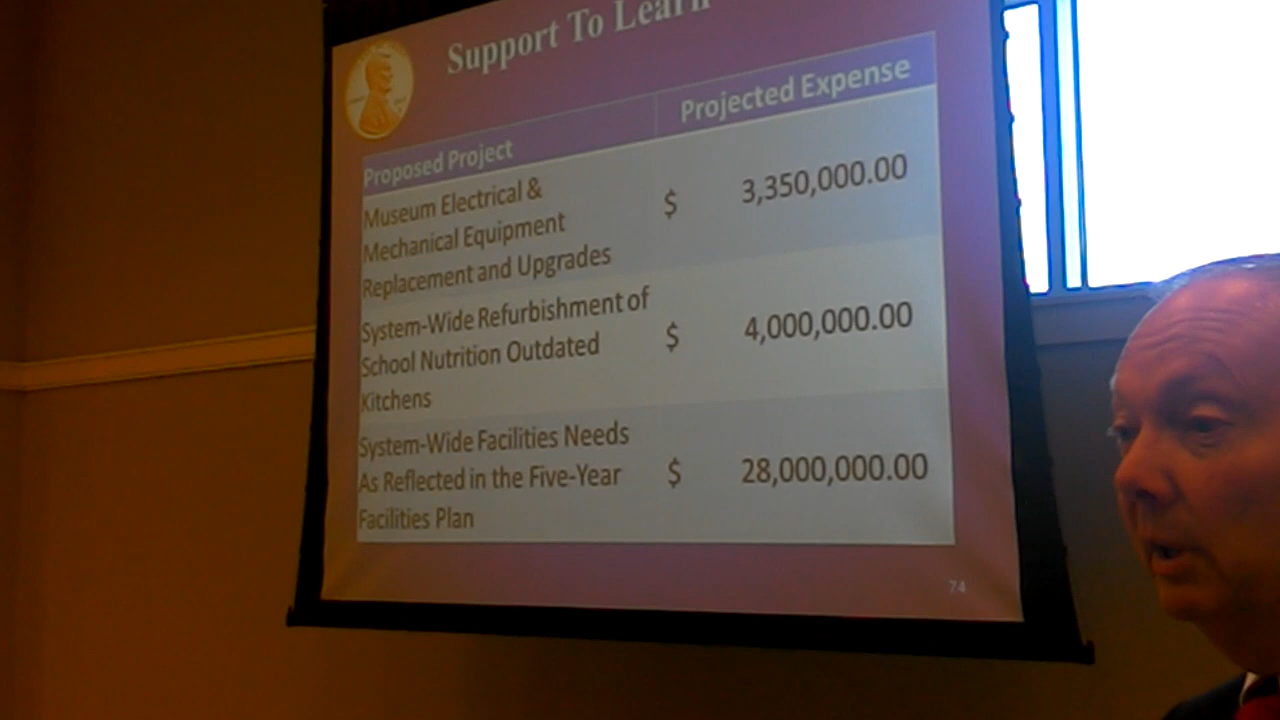 Support To Learn
Proposed Project
Projected Expense
Museum Electrical &
Mechanical Equipment
Replacement and Upgrades
$ 3,350,000.00
System-Wide Refurbishment of
School Nutrition Outdated
Kitchens
$ 4,000,000.00
System-Wide Facilities Needs
As Reflected in the Five-Year
Facilities Plan
$ 28,000,000.00
74